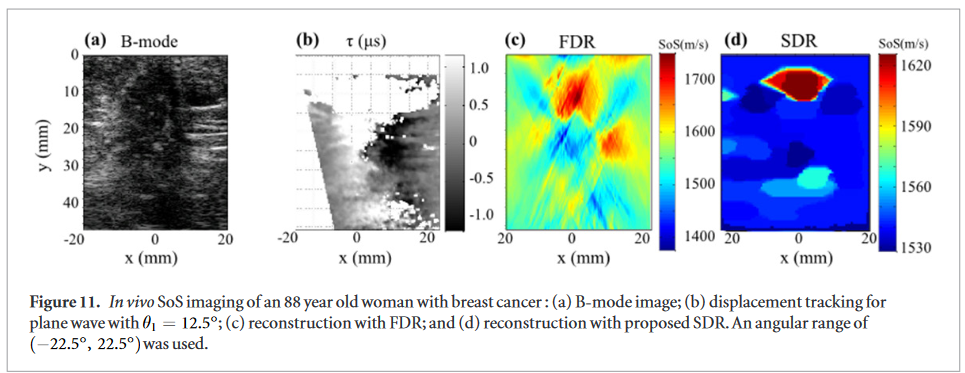 (a) B-mode
(b) τ (μs)
(c) FDR
SoS(m/s)
(d) SDR
SoS(m/s)
0
10
20
30
40
y (mm)
-20 0 20
x (mm)
1.0
0.5
0
-0.5
-1.0
-20 0 20
x (mm)
1700
1600
1500
1400
20 0 20
x (mm)
1620
1590
1560
1530
20 0 20
x (mm)
Figure 11. In vivo SoS imaging of an 88 year old woman with breast cancer : (a) B-mode image; (b) displacement tracking for
plane wave with θ₁ = 12.5°; (c) reconstruction with FDR; and (d) reconstruction with proposed SDR. An angular range of
(−22.5°, 22.5°) was used.